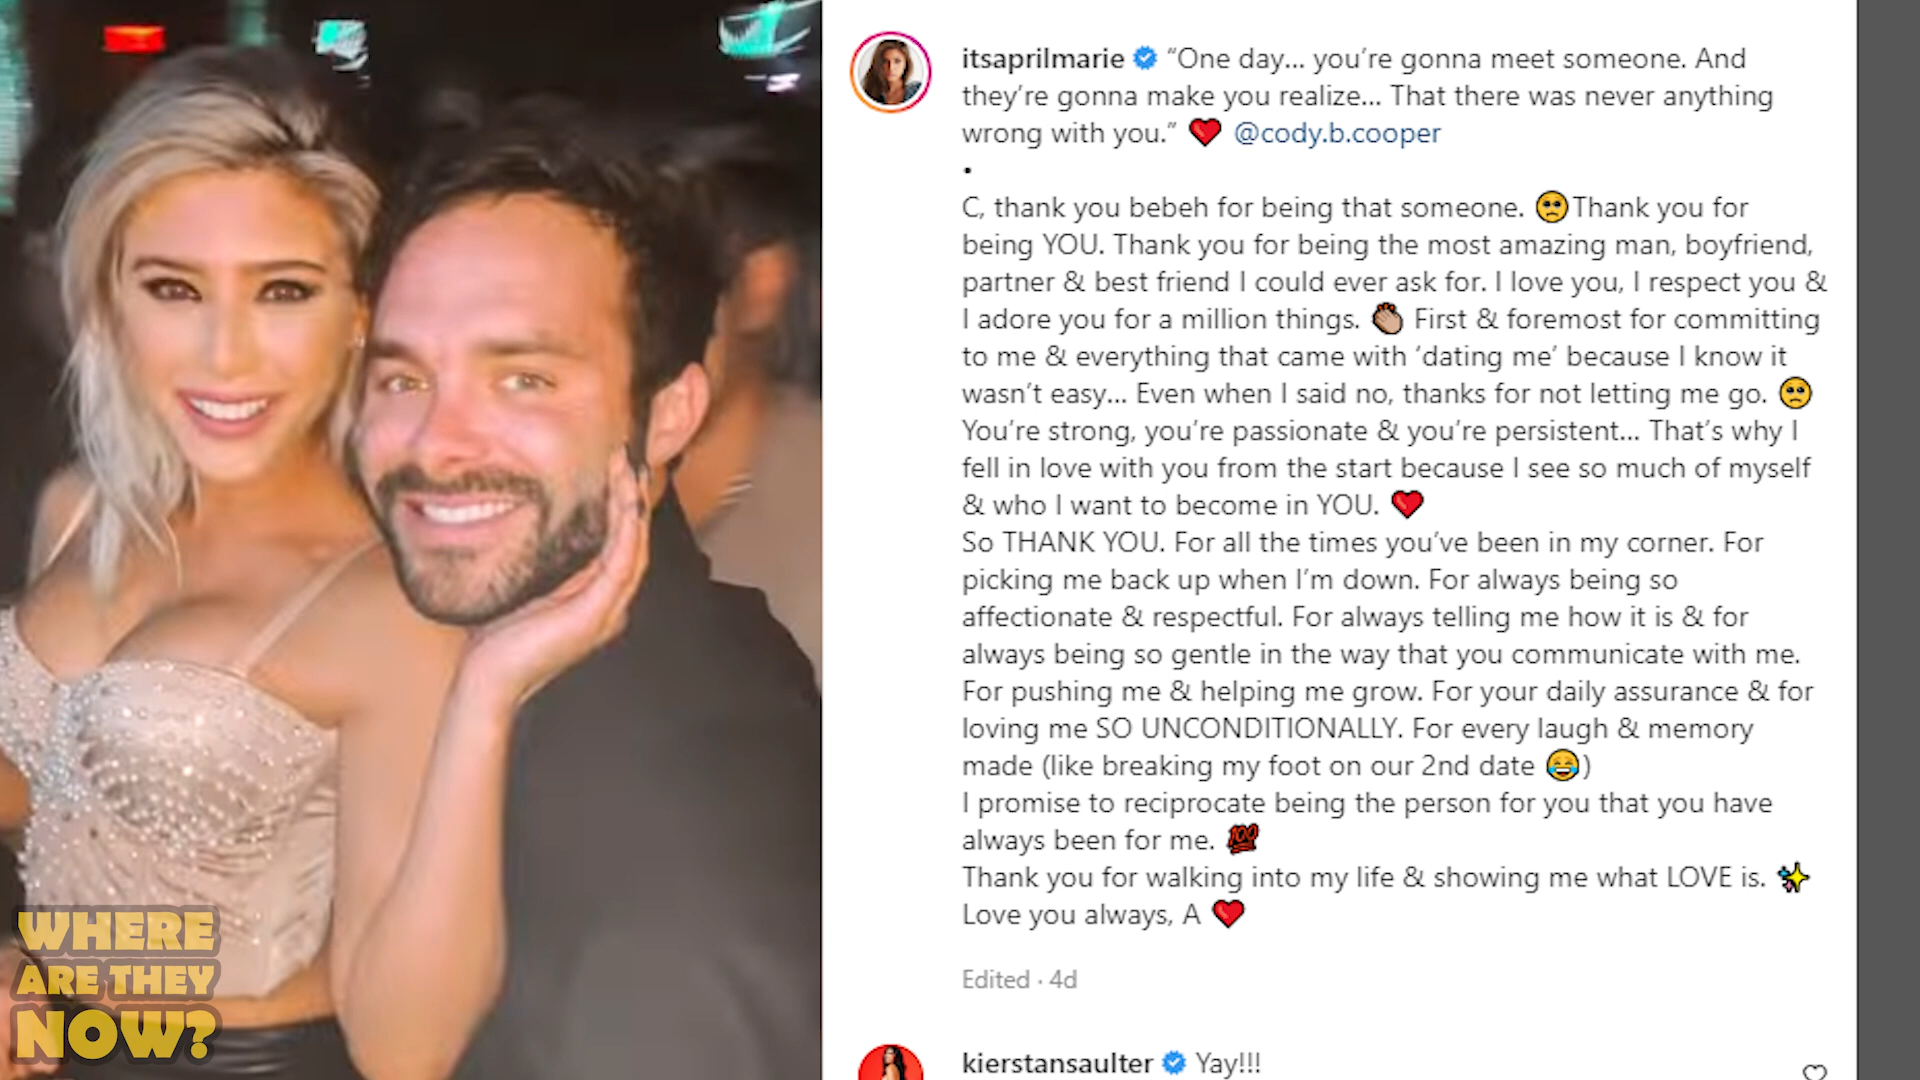 itsaprilmarie “One day... you’re gonna meet someone. And
they’re gonna make you realize... That there was never anything
wrong with you.” ❤️ @cody.b.cooper
•
C, thank you bebeh for being that someone. 🥺Thank you for
being YOU. Thank you for being the most amazing man, boyfriend,
partner & best friend I could ever ask for. I love you, I respect you &
I adore you for a million things. 👏🏽 First & foremost for committing
to me & everything that came with ‘dating me’ because I know it
wasn’t easy... Even when I said no, thanks for not letting me go. 🥺
You’re strong, you’re passionate & you’re persistent... That’s why I
fell in love with you from the start because I see so much of myself
& who I want to become in YOU. ❤️
So THANK YOU. For all the times you’ve been in my corner. For
picking me back up when I’m down. For always being so
affectionate & respectful. For always telling me how it is & for
always being so gentle in the way that you communicate with me.
For pushing me & helping me grow. For your daily assurance & for
loving me SO UNCONDITIONALLY. For every laugh & memory
made (like breaking my foot on our 2nd date 😂)
I promise to reciprocate being the person for you that you have
always been for me. 💯
Thank you for walking into my life & showing me what LOVE is. ✨
Love you always, A ❤️
Edited · 4d
kierstansaulter Yay!!!
WHERE
ARE THEY
NOW?